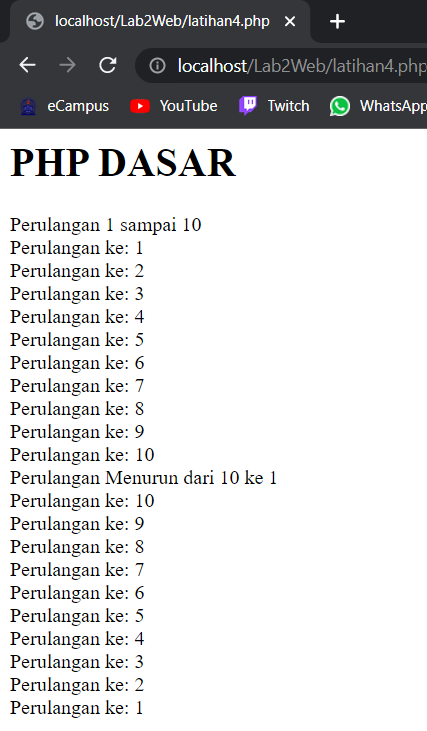 localhost/Lab2Web/latihan4.php
localhost/Lab2Web/latihan4.php
eCampus YouTube Twitch WhatsApp
PHP DASAR
Perulangan 1 sampai 10
Perulangan ke: 1
Perulangan ke: 2
Perulangan ke: 3
Perulangan ke: 4
Perulangan ke: 5
Perulangan ke: 6
Perulangan ke: 7
Perulangan ke: 8
Perulangan ke: 9
Perulangan ke: 10
Perulangan Menurun dari 10 ke 1
Perulangan ke: 10
Perulangan ke: 9
Perulangan ke: 8
Perulangan ke: 7
Perulangan ke: 6
Perulangan ke: 5
Perulangan ke: 4
Perulangan ke: 3
Perulangan ke: 2
Perulangan ke: 1